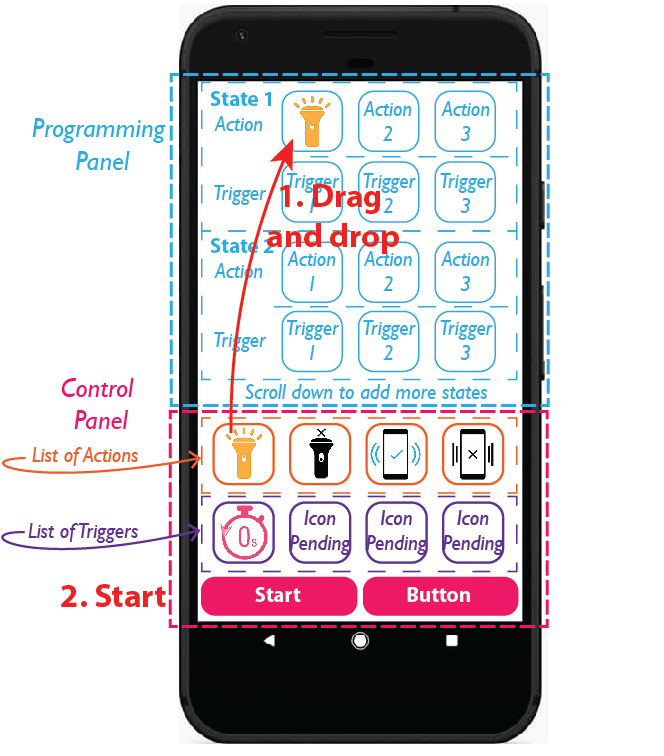 Programming
Panel
State 1
Action
Action
2
Action
3
Trigger
Trigger
1
Trigger
2
Trigger
3
1. Drag
and drop
State 2
Action
Action
1
Action
2
Action
3
Trigger
Trigger
1
Trigger
2
Trigger
3
Scroll down to add more states
Control
Panel
List of Actions
List of Triggers
0s
Icon
Pending
Icon
Pending
Icon
Pending
2. Start
Start
Button